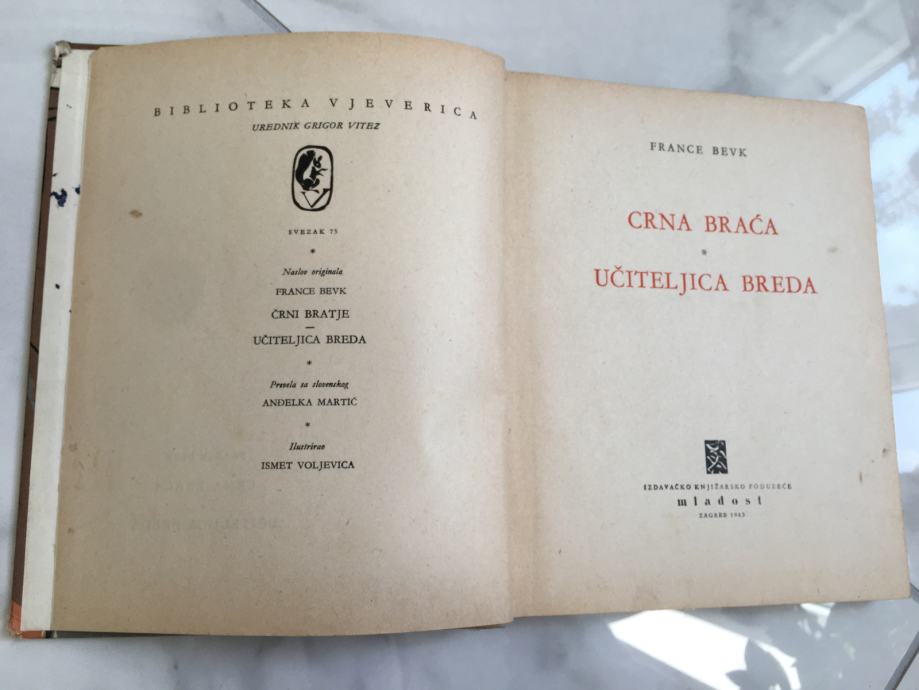 BIBLIOTEKA VJEVERICA
UREDNIK GRIGOR VITEZ
V
SVEZAK 75
*
Naslov originala
FRANCE BEVK
ČRNI BRATJE
—
UČITELJICA BREDA
*
Prevela sa slovenskog
ANĐELKA MARTIĆ
*
Ilustrirao
ISMET VOLJEVICA
FRANCE BEVK
CRNA BRAĆA
*
UČITELJICA BREDA
IZDAVAČKO KNJIŽARSKO PODUZEĆE
mladost
ZAGREB 1963